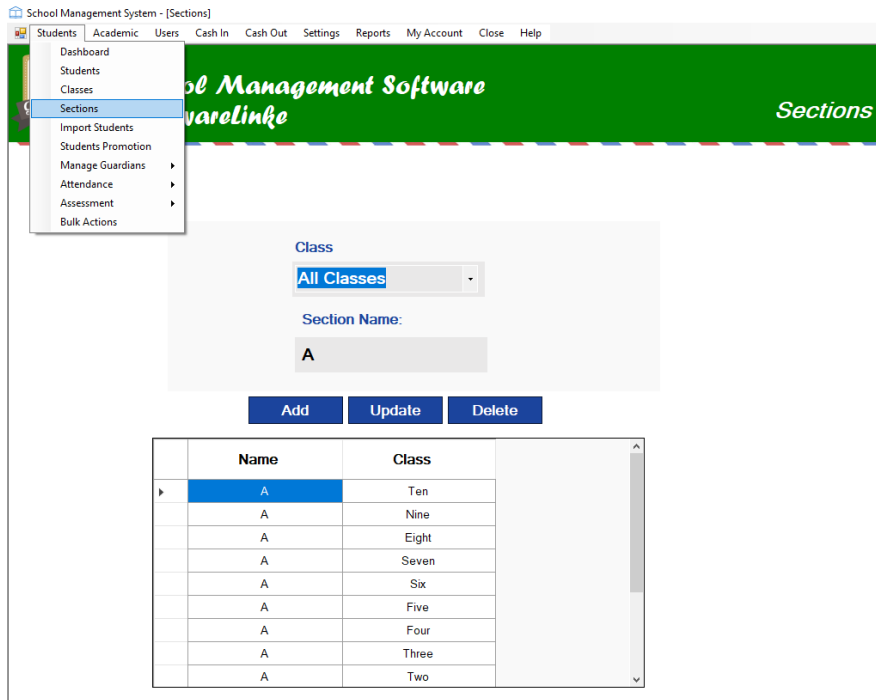 School Management System - [Sections]
Students Academic Users Cash In Cash Out Settings Reports My Account Close Help
Dashboard
Students
Classes
Sections
Import Students
Students Promotion
Manage Guardians
Attendance
Assessment
Bulk Actions
ol Management Software
warelinke
Sections
Class
All Classes
Section Name:
A
Add Update Delete
Name Class
A Ten
A Nine
A Eight
A Seven
A Six
A Five
A Four
A Three
A Two